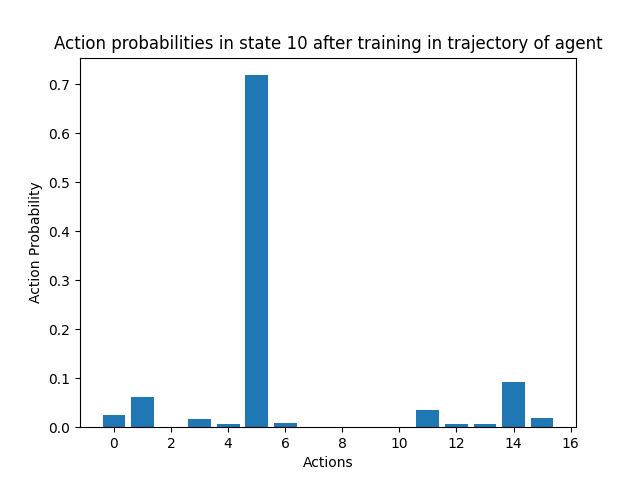 Action probabilities in state 10 after training in trajectory of agent
0.7
0.6
0.5
0.4
0.3
0.2
0.1
0.0
Action Probability
0 2 4 6 8 10 12 14 16
Actions